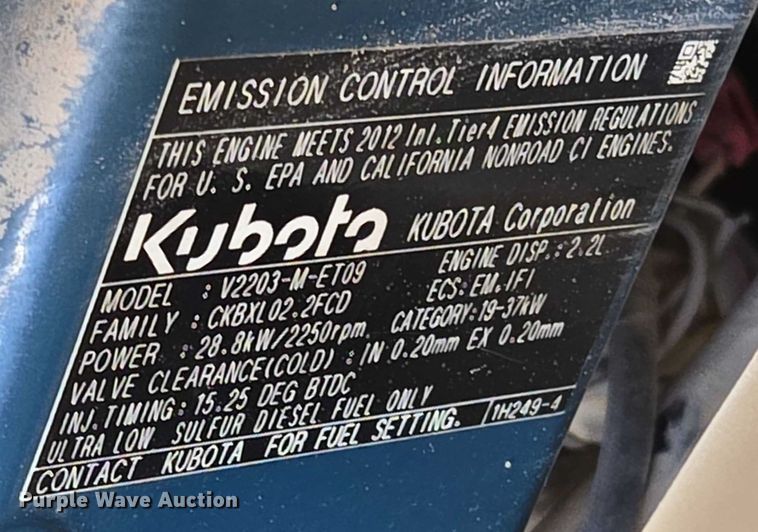 EMISSION CONTROL INFORMATION
THIS ENGINE MEETS 2012 Int. Tier4 EMISSION REGULATIONS
FOR U. S. EPA AND CALIFORNIA NONROAD CI ENGINES.
Kubota KUBOTA Corporation
MODEL : V2203-M-ET09 ENGINE DISP.: 2.2L
FAMILY : CKBXL02.2FCD ECS: EM.IFI
POWER : 28.8kW/2250rpm CATEGORY:19-37kW
VALVE CLEARANCE(COLD) : IN 0.20mm EX 0.20mm
INJ.TIMING: 15.25 DEG BTDC
ULTRA LOW SULFUR DIESEL FUEL ONLY
CONTACT KUBOTA FOR FUEL SETTING. 1H249-4
Purple Wave Auction